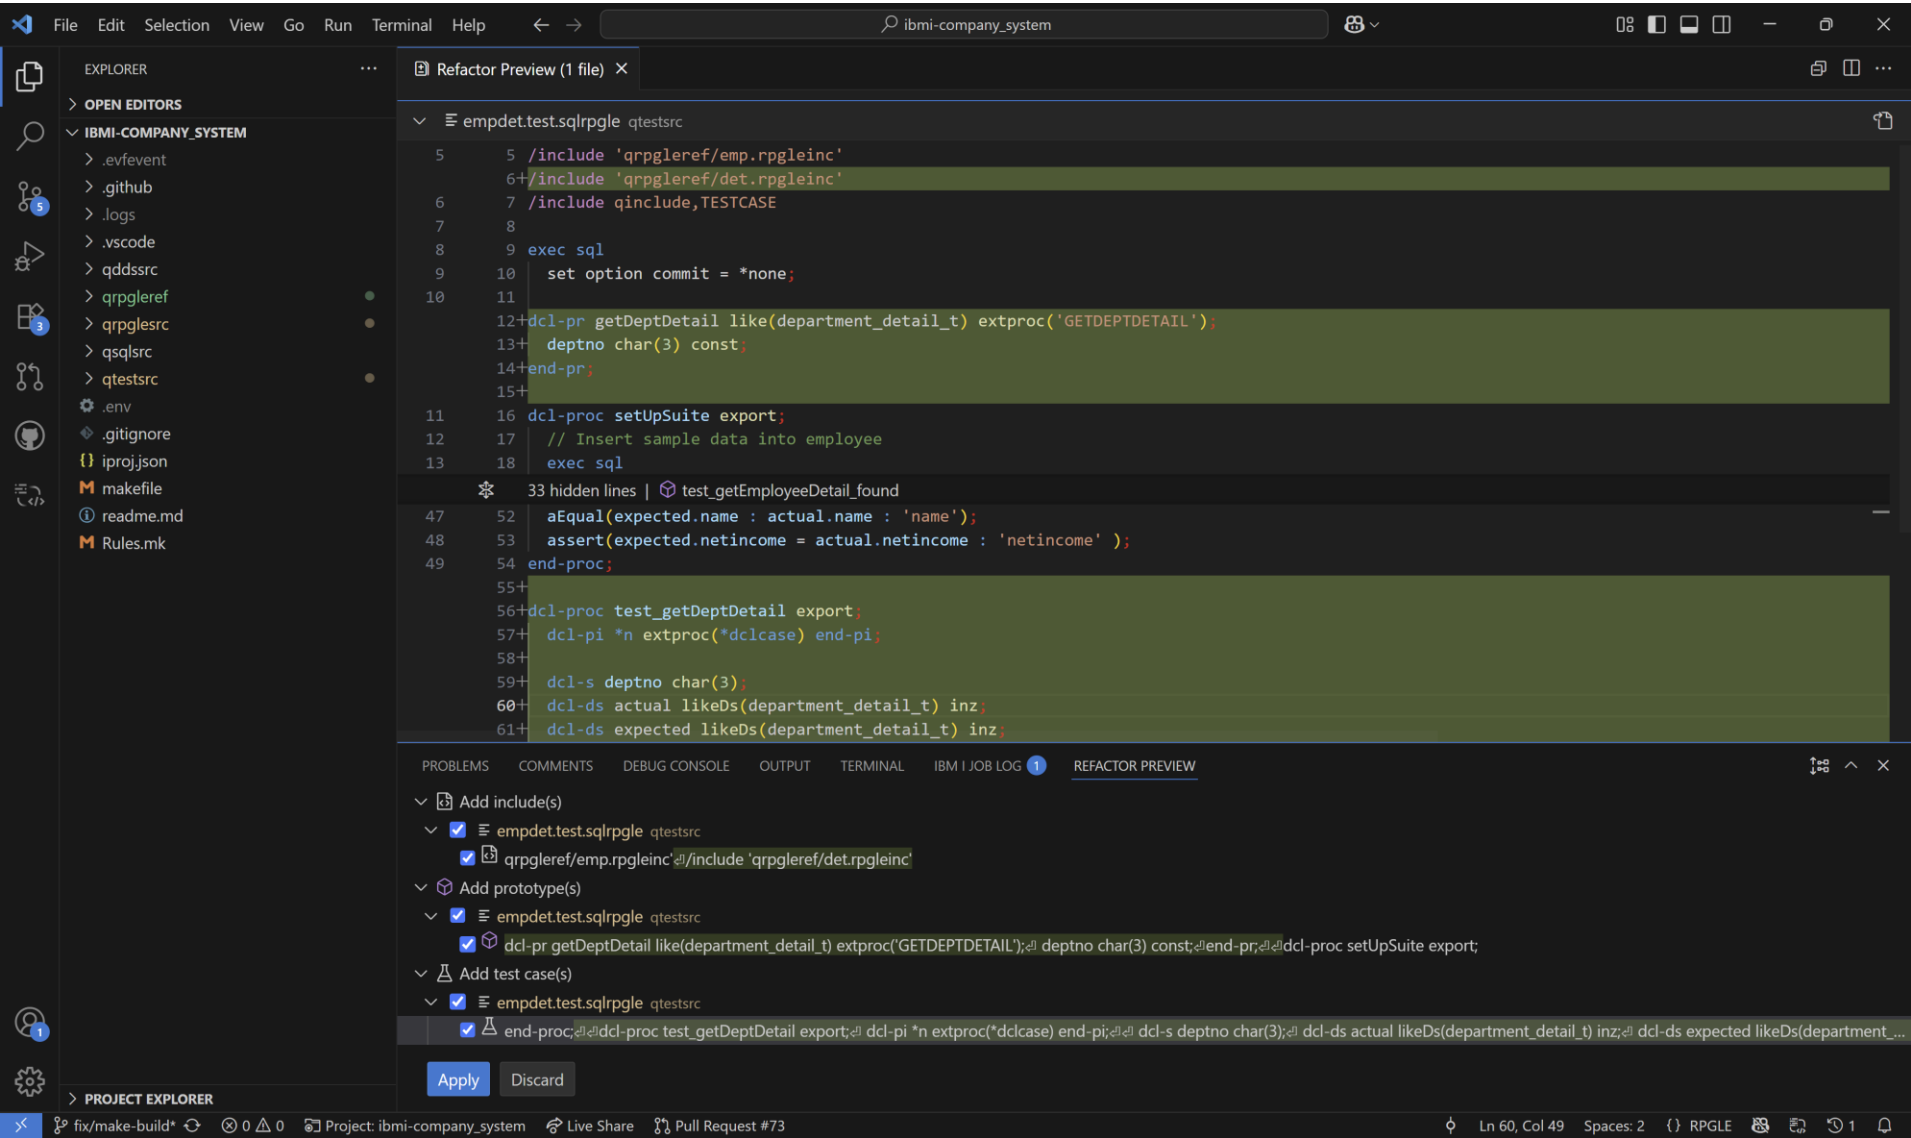 File Edit Selection View Go Run Terminal Help
ibmi-company_system
EXPLORER
OPEN EDITORS
IBMI-COMPANY_SYSTEM
.evfevent
.github
.logs
.vscode
qddssrc
qrpgleref
qrpglesrc
qsqlsrc
qtestsrc
.env
.gitignore
{} iproj.json
M makefile
readme.md
M Rules.mk
PROJECT EXPLORER
5
3
1
Refactor Preview (1 file)
empdet.test.sqlrpgle qtestsrc
5 5 /include 'qrpgleref/emp.rpgleinc'
6+ /include 'qrpgleref/det.rpgleinc'
6 7 /include qinclude,TESTCASE
7 8
8 9 exec sql
9 10 set option commit = *none;
10 11
12+ dcl-pr getDeptDetail like(department_detail_t) extproc('GETDEPTDETAIL');
13+ deptno char(3) const;
14+ end-pr;
15+
11 16 dcl-proc setUpSuite export;
12 17 // Insert sample data into employee
13 18 exec sql
33 hidden lines | test_getEmployeeDetail_found
47 52 aEqual(expected.name : actual.name : 'name');
48 53 assert(expected.netincome = actual.netincome : 'netincome' );
49 54 end-proc;
55+
56+ dcl-proc test_getDeptDetail export;
57+ dcl-pi *n extproc(*dclcase) end-pi;
58+
59+ dcl-s deptno char(3);
60+ dcl-ds actual likeDs(department_detail_t) inz;
61+ dcl-ds expected likeDs(department_detail_t) inz;
PROBLEMS COMMENTS DEBUG CONSOLE OUTPUT TERMINAL IBM I JOB LOG 1 REFACTOR PREVIEW
Add include(s)
empdet.test.sqlrpgle qtestsrc
qrpgleref/emp.rpgleinc'⏎/include 'qrpgleref/det.rpgleinc'
Add prototype(s)
empdet.test.sqlrpgle qtestsrc
dcl-pr getDeptDetail like(department_detail_t) extproc('GETDEPTDETAIL');⏎ deptno char(3) const;⏎end-pr;⏎⏎dcl-proc setUpSuite export;
Add test case(s)
empdet.test.sqlrpgle qtestsrc
end-proc;⏎⏎dcl-proc test_getDeptDetail export;⏎ dcl-pi *n extproc(*dclcase) end-pi;⏎⏎ dcl-s deptno char(3);⏎ dcl-ds actual likeDs(department_detail_t) inz;⏎ dcl-ds expected likeDs(department_...
Apply Discard
fix/make-build* 0 0 Project: ibmi-company_system Live Share Pull Request #73 Ln 60, Col 49 Spaces: 2 {} RPGLE 1